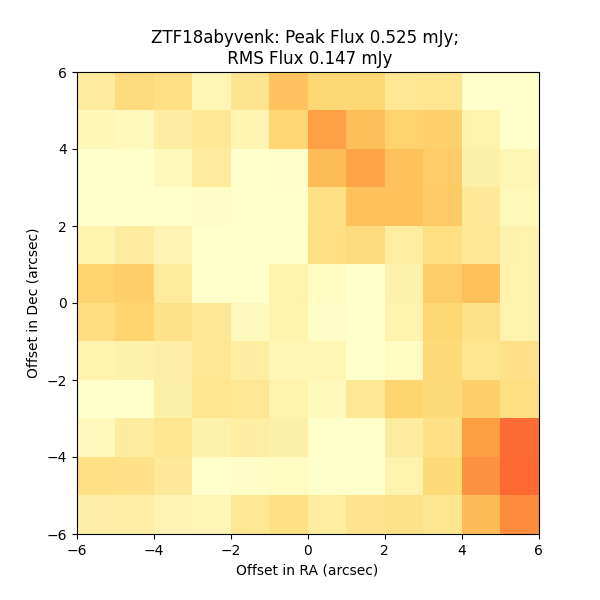 ZTF18abyvenk: Peak Flux 0.525 mJy;
RMS Flux 0.147 mJy
6
4
2
0
−2
−4
−6
Offset in Dec (arcsec)
−6 −4 −2 0 2 4 6
Offset in RA (arcsec)